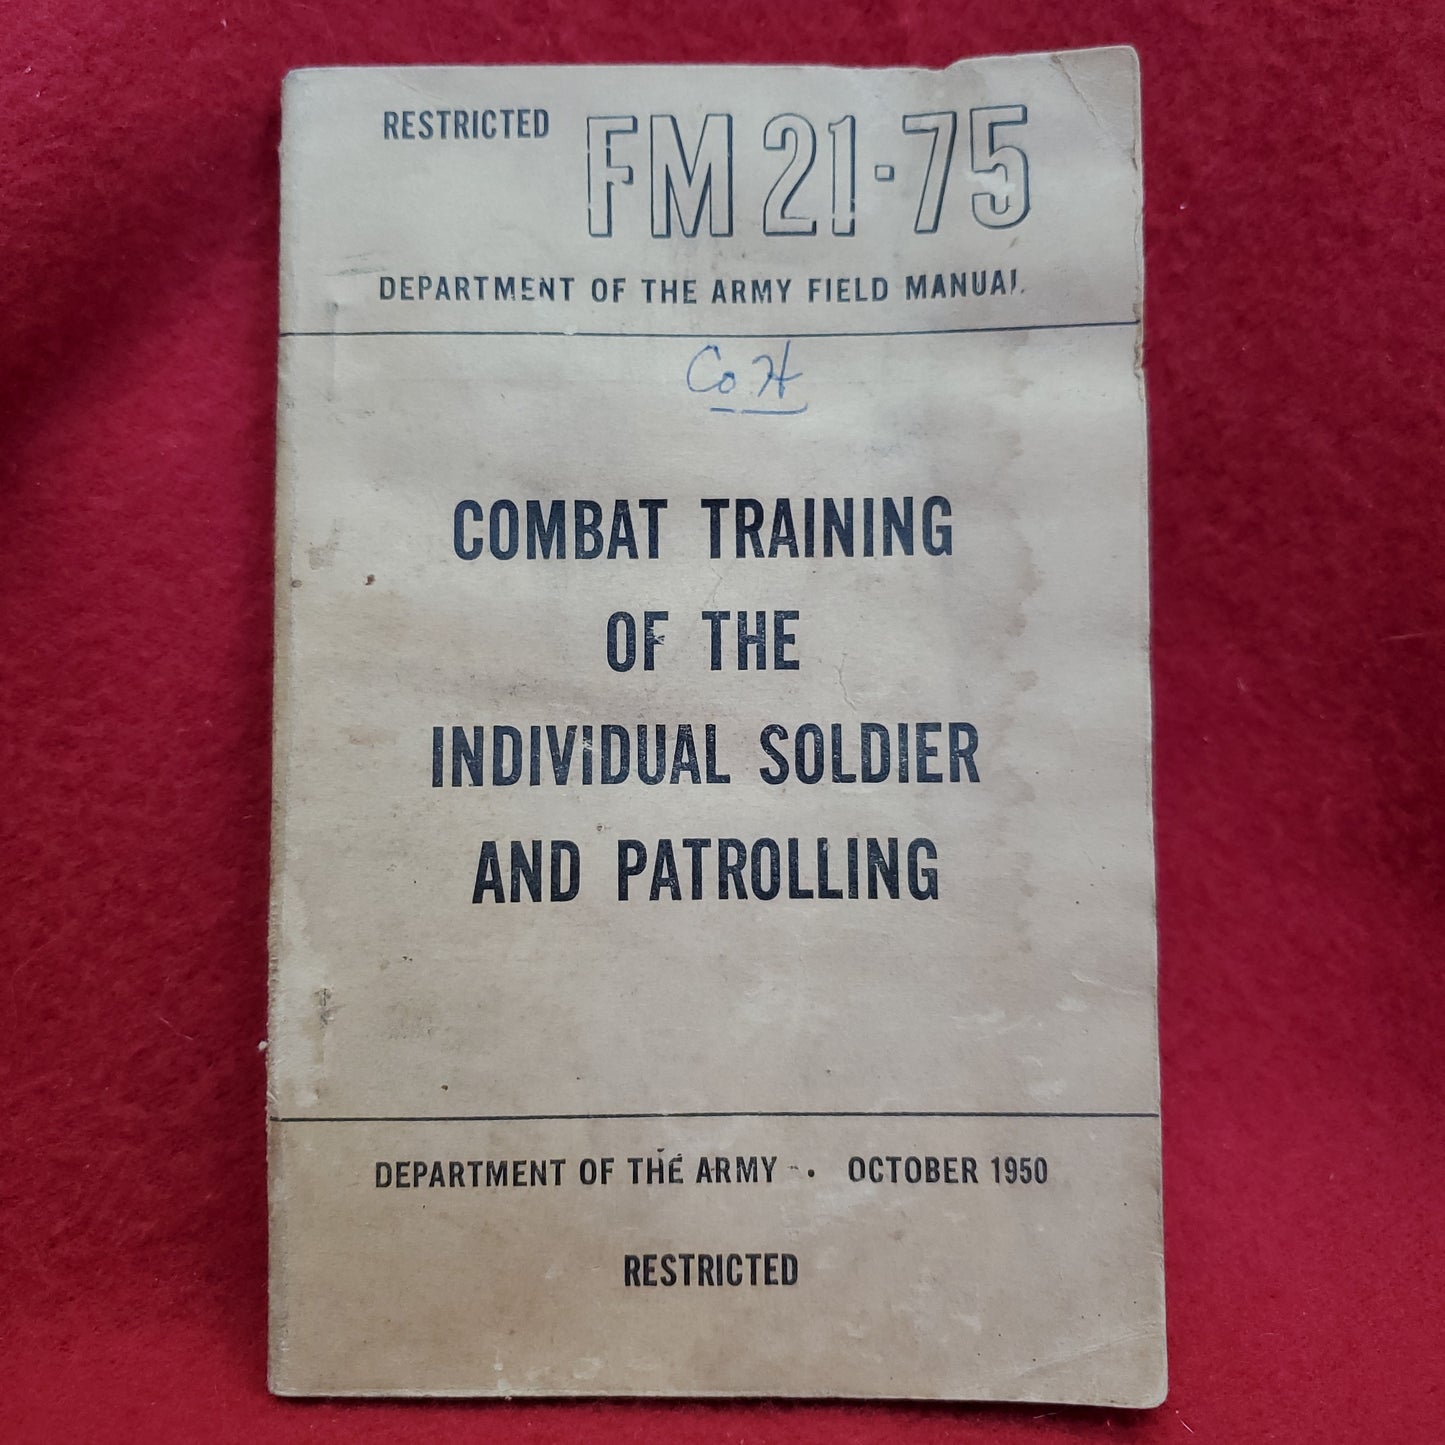 RESTRICTED FM 21-75
DEPARTMENT OF THE ARMY FIELD MANUAL
Co H
COMBAT TRAINING
OF THE
INDIVIDUAL SOLDIER
AND PATROLLING
DEPARTMENT OF THE ARMY • OCTOBER 1950
RESTRICTED